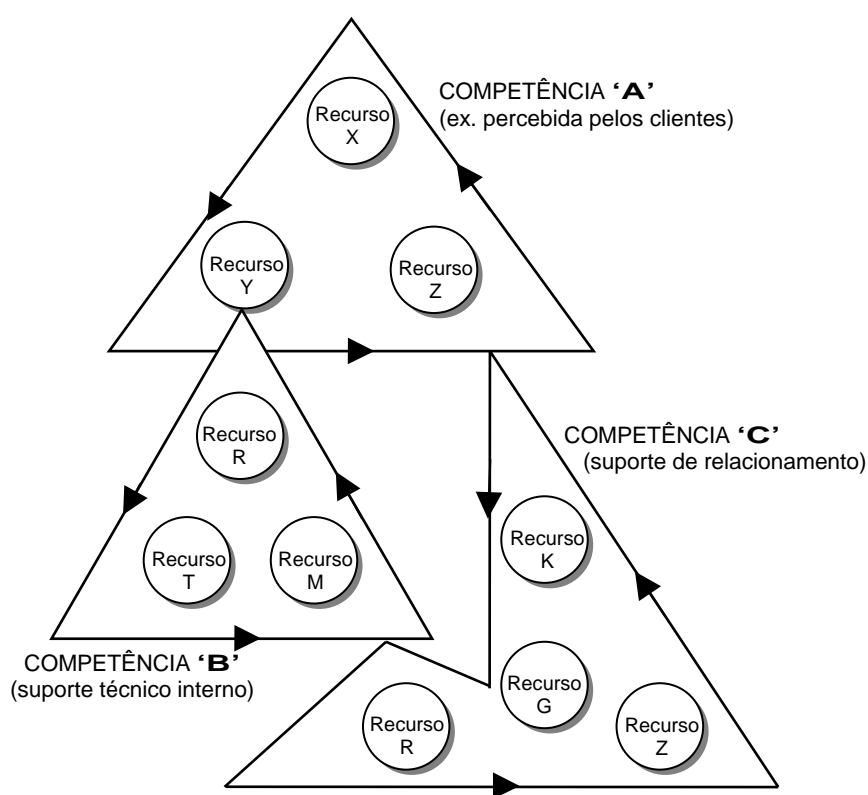 COMPETÊNCIA ‘A’
(ex. percebida pelos clientes)
Recurso
X
Recurso
Y
Recurso
Z
COMPETÊNCIA ‘C’
(suporte de relacionamento)
Recurso
R
Recurso
T
Recurso
M
Recurso
K
COMPETÊNCIA ‘B’
(suporte técnico interno)
Recurso
G
Recurso
R
Recurso
Z